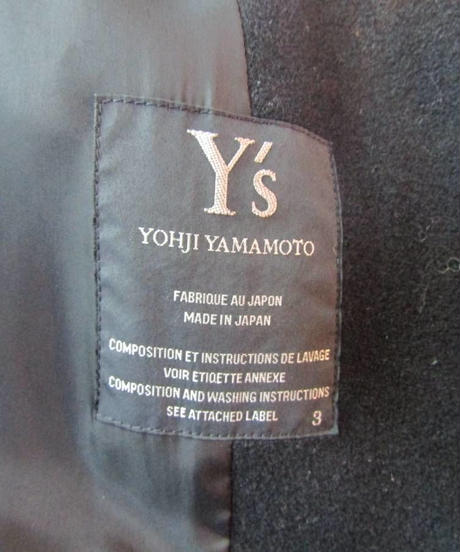 Y's
YOHJI YAMAMOTO
FABRIQUE AU JAPON
MADE IN JAPAN
COMPOSITION ET INSTRUCTIONS DE LAVAGE
VOIR ETIQETTE ANNEXE
COMPOSITION AND WASHING INSTRUCTIONS
SEE ATTACHED LABEL 3